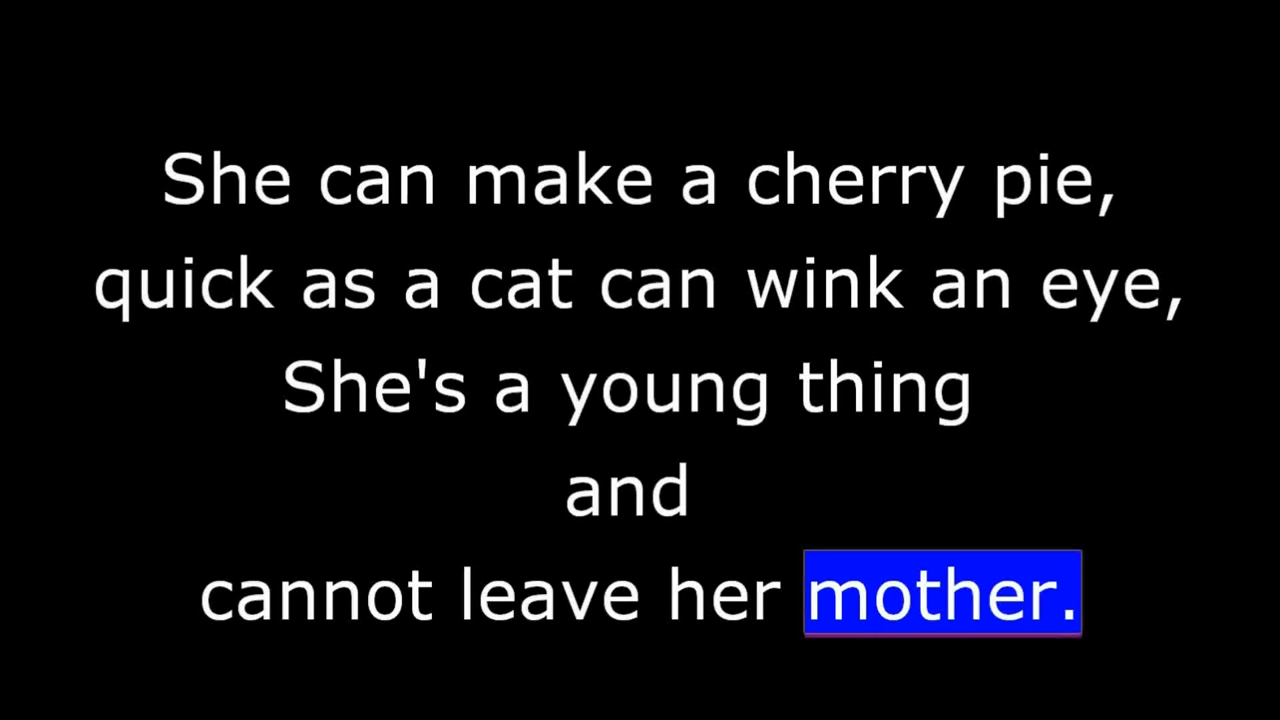 She can make a cherry pie,
quick as a cat can wink an eye,
She's a young thing
and
cannot leave her mother.